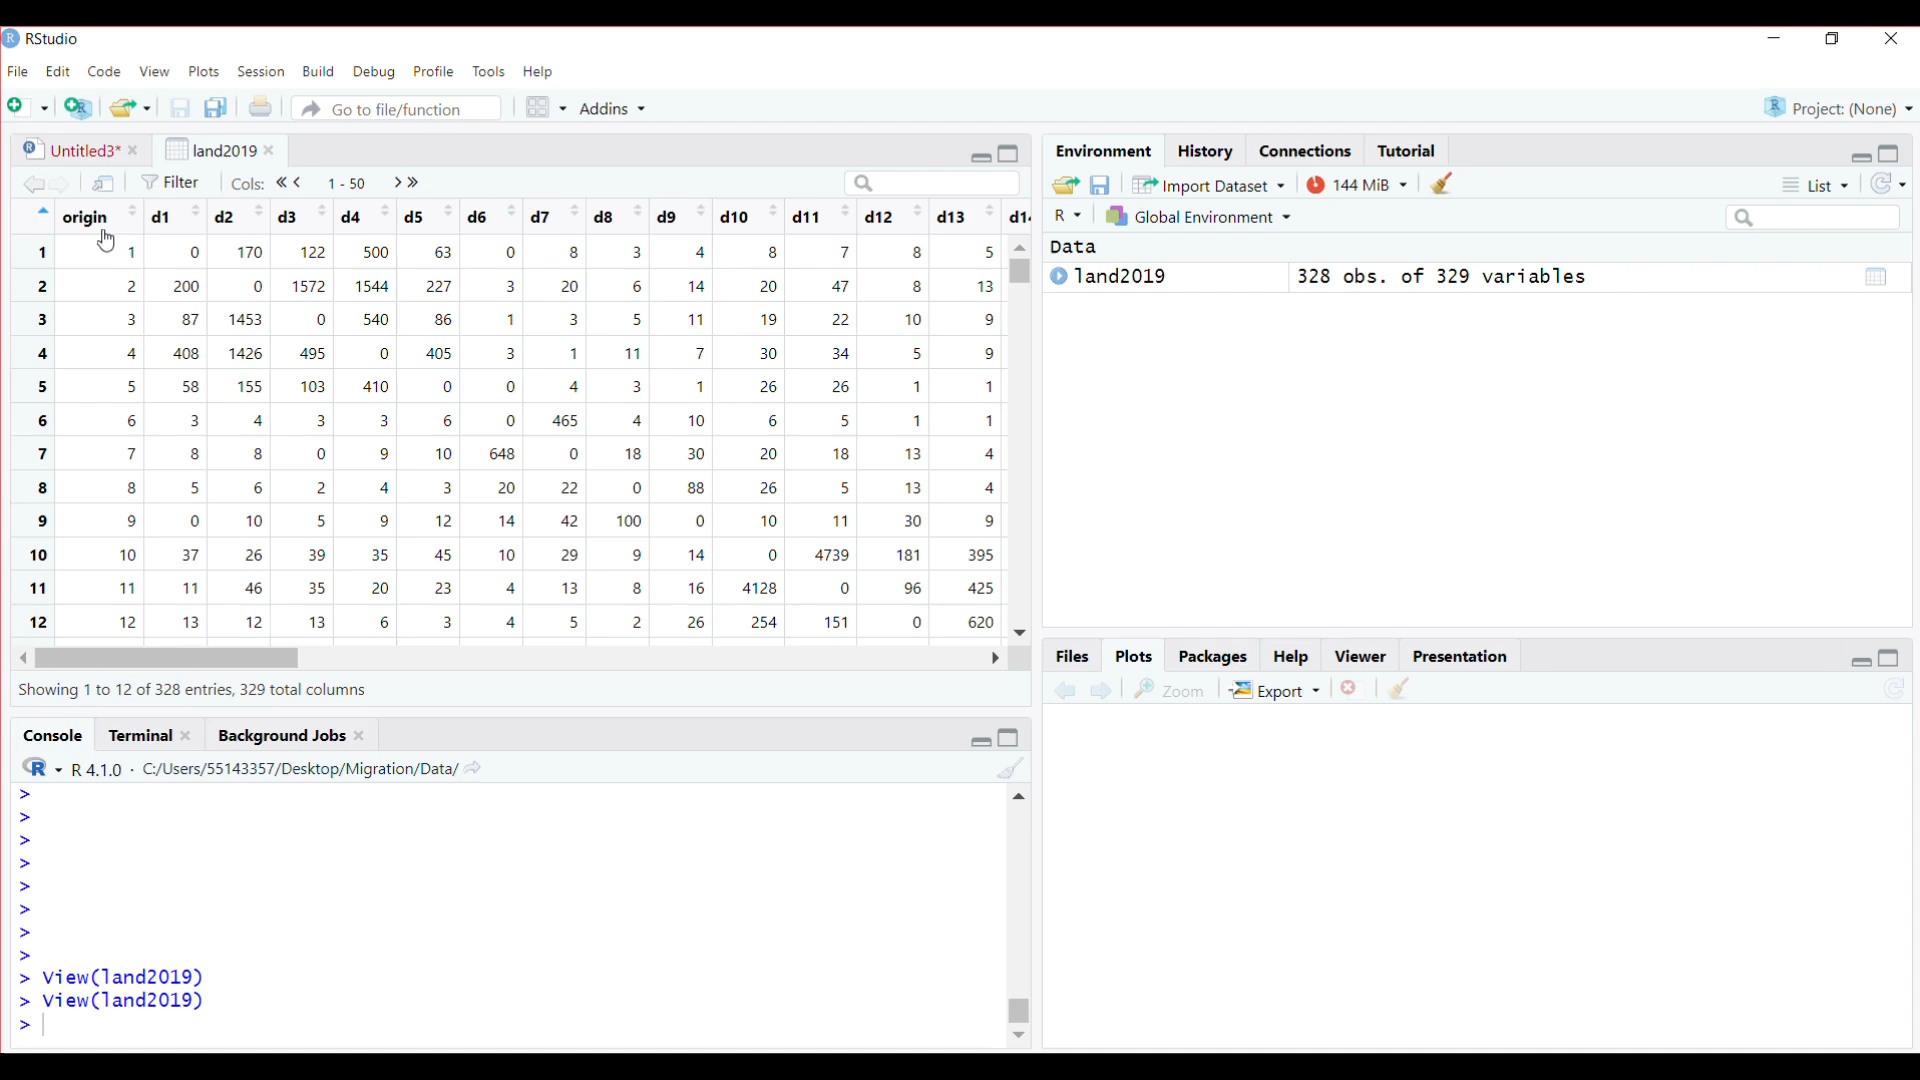 RStudio
File Edit Code View Plots Session Build Debug Profile Tools Help
Go to file/function Addins Project: (None)
Untitled3* land2019
Filter Cols: 1 - 50
origin d1 d2 d3 d4 d5 d6 d7 d8 d9 d10 d11 d12 d13 d14
1 1 0 170 122 500 63 0 8 3 4 8 7 8 5
2 2 200 0 1572 1544 227 3 20 6 14 20 47 8 13
3 3 87 1453 0 540 86 1 3 5 11 19 22 10 9
4 4 408 1426 495 0 405 3 1 11 7 30 34 5 9
5 5 58 155 103 410 0 0 4 3 1 26 26 1 1
6 6 3 4 3 3 6 0 465 4 10 6 5 1 1
7 7 8 8 0 9 10 648 0 18 30 20 18 13 4
8 8 5 6 2 4 3 20 22 0 88 26 5 13 4
9 9 0 10 5 9 12 14 42 100 0 10 11 30 9
10 10 37 26 39 35 45 10 29 9 14 0 4739 181 395
11 11 11 46 35 20 23 4 13 8 16 4128 0 96 425
12 12 13 12 13 6 3 4 5 2 26 254 151 0 620
Showing 1 to 12 of 328 entries, 329 total columns
Console Terminal Background Jobs
R R 4.1.0 · C:/Users/55143357/Desktop/Migration/Data/
>
>
>
>
>
>
>
>
> View(land2019)
> View(land2019)
>
Environment History Connections Tutorial
Import Dataset 144 MiB List
R Global Environment
Data
land2019 328 obs. of 329 variables
Files Plots Packages Help Viewer Presentation
Zoom Export